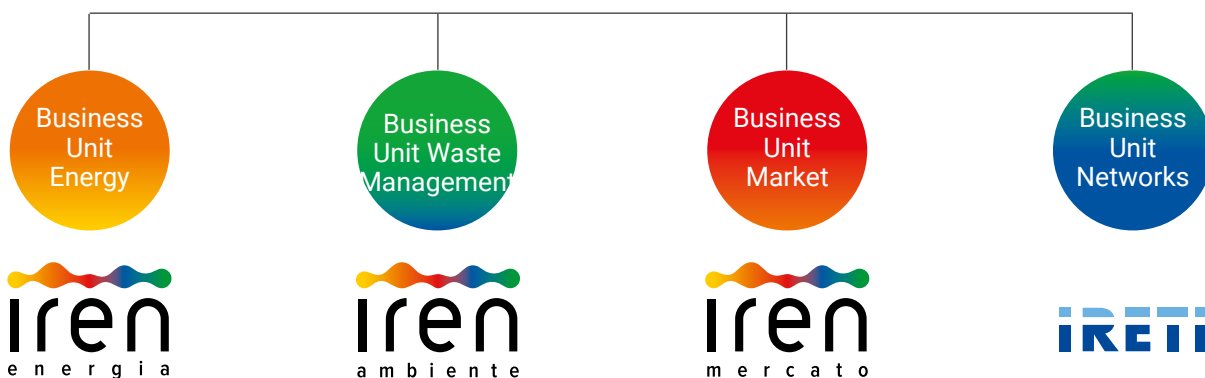 Business
Unit
Energy
Business
Unit Waste
Management
Business
Unit
Market
Business
Unit
Networks
iren
energia
iren
ambiente
iren
mercato
IRETI